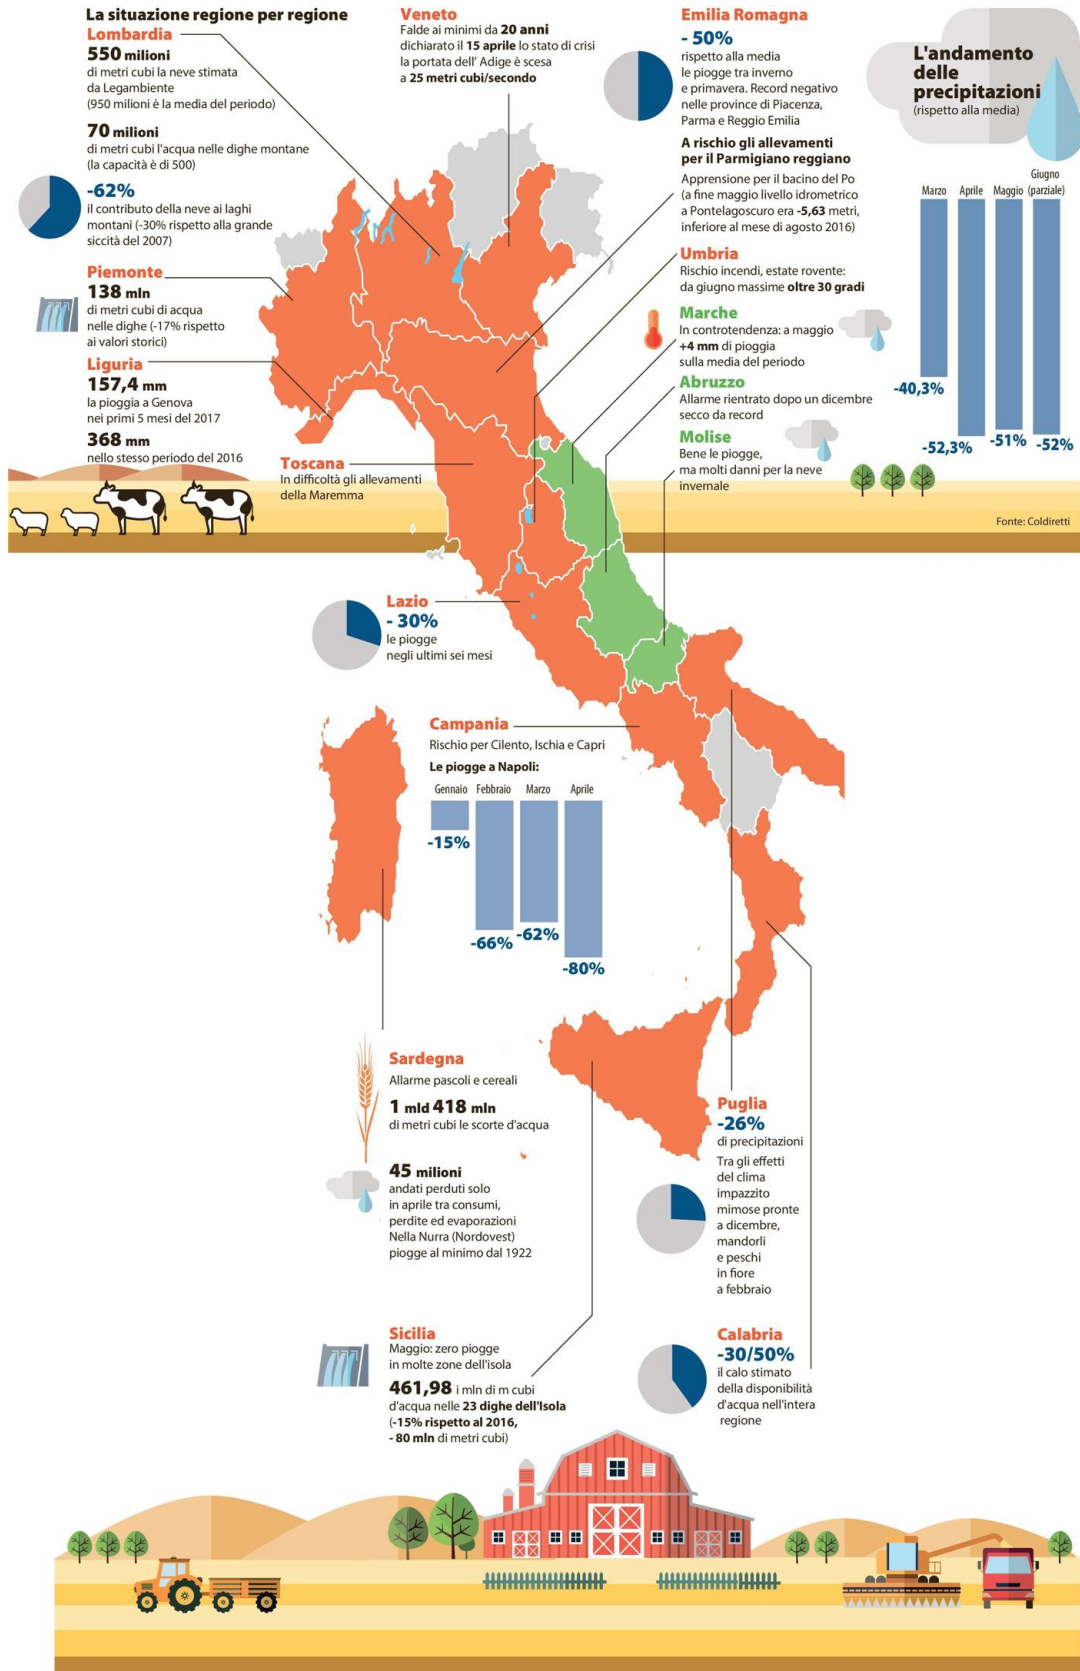 La situazione regione per regione
Lombardia
550 milioni
di metri cubi la neve stimata
da Legambiente
(950 milioni è la media del periodo)
70 milioni
di metri cubi l'acqua nelle dighe montane
(la capacità è di 500)
-62%
il contributo della neve ai laghi
montani (-30% rispetto alla grande
siccità del 2007)
Piemonte
138 mln
di metri cubi di acqua
nelle dighe (-17% rispetto
ai valori storici)
Liguria
157,4 mm
la pioggia a Genova
nei primi 5 mesi del 2017
368 mm
nello stesso periodo del 2016
Toscana
In difficoltà gli allevamenti
della Maremma
Veneto
Falde ai minimi da 20 anni
dichiarato il 15 aprile lo stato di crisi
la portata dell' Adige è scesa
a 25 metri cubi/secondo
Emilia Romagna
- 50%
rispetto alla media
le piogge tra inverno
e primavera. Record negativo
nelle province di Piacenza,
Parma e Reggio Emilia
A rischio gli allevamenti
per il Parmigiano reggiano
Apprensione per il bacino del Po
(a fine maggio livello idrometrico
a Pontelagoscuro era -5,63 metri,
inferiore al mese di agosto 2016)
Umbria
Rischio incendi, estate rovente:
da giugno massime oltre 30 gradi
Marche
In controtendenza: a maggio
+4 mm di pioggia
sulla media del periodo
Abruzzo
Allarme rientrato dopo un dicembre
secco da record
Molise
Bene le piogge,
ma molti danni per la neve
invernale
L'andamento
delle
precipitazioni
(rispetto alla media)
Marzo Aprile Maggio Giugno (parziale)
-40,3%
-52,3% -51% -52%
Fonte: Coldiretti
Lazio
- 30%
le piogge
negli ultimi sei mesi
Campania
Rischio per Cilento, Ischia e Capri
Le piogge a Napoli:
Gennaio Febbraio Marzo Aprile
-15%
-66% -62%
-80%
Sardegna
Allarme pascoli e cereali
1 mld 418 mln
di metri cubi le scorte d'acqua
45 milioni
andati perduti solo
in aprile tra consumi,
perdite ed evaporazioni
Nella Nurra (Nordovest)
piogge al minimo dal 1922
Puglia
-26%
di precipitazioni
Tra gli effetti
del clima
impazzito
mimose pronte
a dicembre,
mandorli
e peschi
in fiore
a febbraio
Sicilia
Maggio: zero piogge
in molte zone dell'isola
461,98 i mln di m cubi
d'acqua nelle 23 dighe dell'Isola
(-15% rispetto al 2016,
- 80 mln di metri cubi)
Calabria
-30/50%
il calo stimato
della disponibilità
d'acqua nell'intera
regione